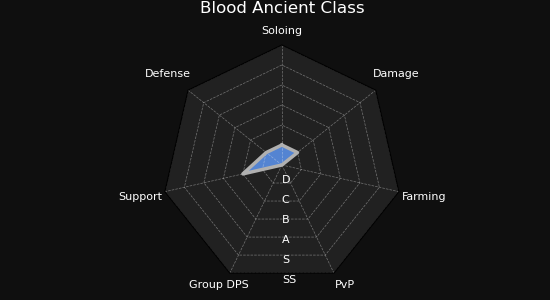 Blood Ancient Class
Soloing
Defense
Damage
Support
Farming
D
C
B
A
S
SS
Group DPS
PvP